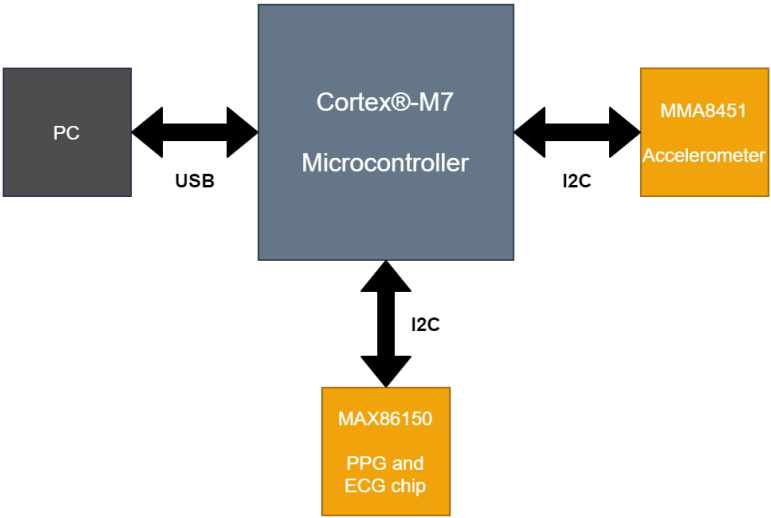 Cortex®-M7
Microcontroller
PC
USB
MMA8451
Accelerometer
I2C
I2C
MAX86150
PPG and
ECG chip